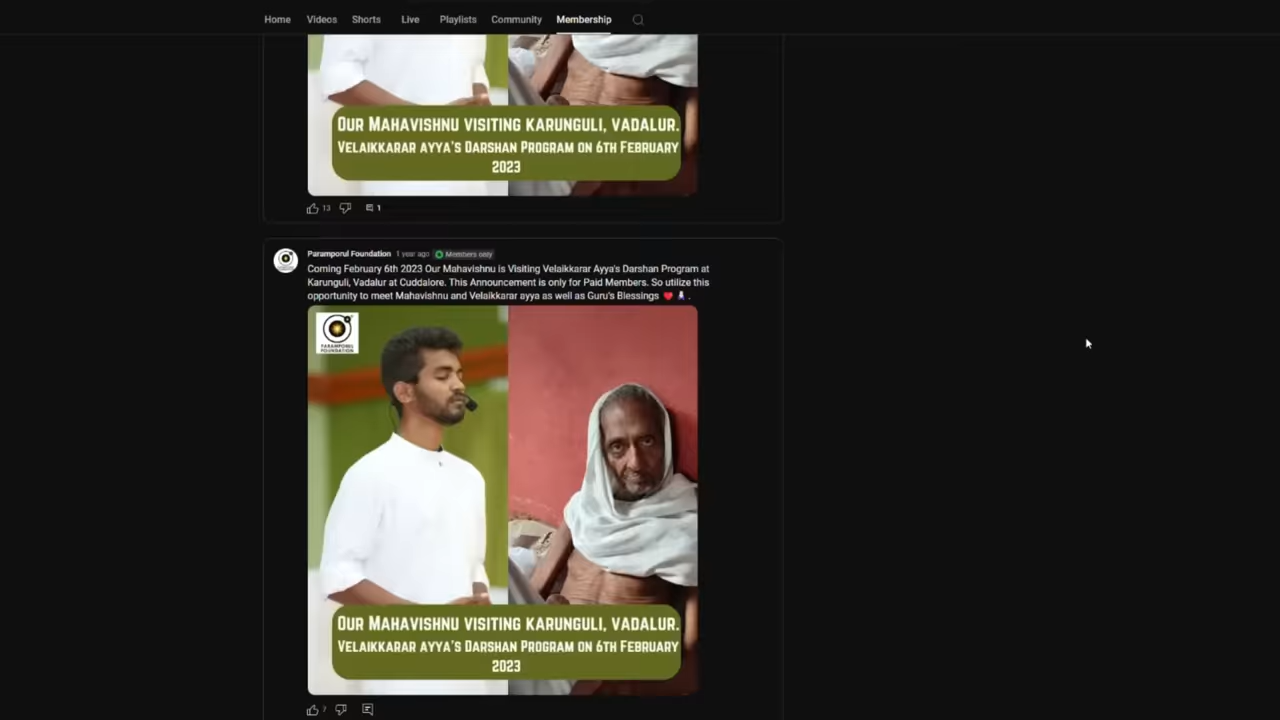 Home Videos Shorts Live Playlists Community Membership
OUR MAHAVISHNU VISITING KARUNGULI, VADALUR.
VELAIKKARAR AYYA'S DARSHAN PROGRAM ON 6TH FEBRUARY
2023
13 1
Paramporul Foundation 1 year ago Members only
Coming February 6th 2023 Our Mahavishnu is Visiting Velaikkarar Ayya's Darshan Program at
Karunguli, Vadalur at Cuddalore. This Announcement is only for Paid Members. So utilize this
opportunity to meet Mahavishnu and Velaikkarar ayya as well as Guru's Blessings ❤️ .
PARAMPORUL
FOUNDATION
OUR MAHAVISHNU VISITING KARUNGULI, VADALUR.
VELAIKKARAR AYYA'S DARSHAN PROGRAM ON 6TH FEBRUARY
2023
7